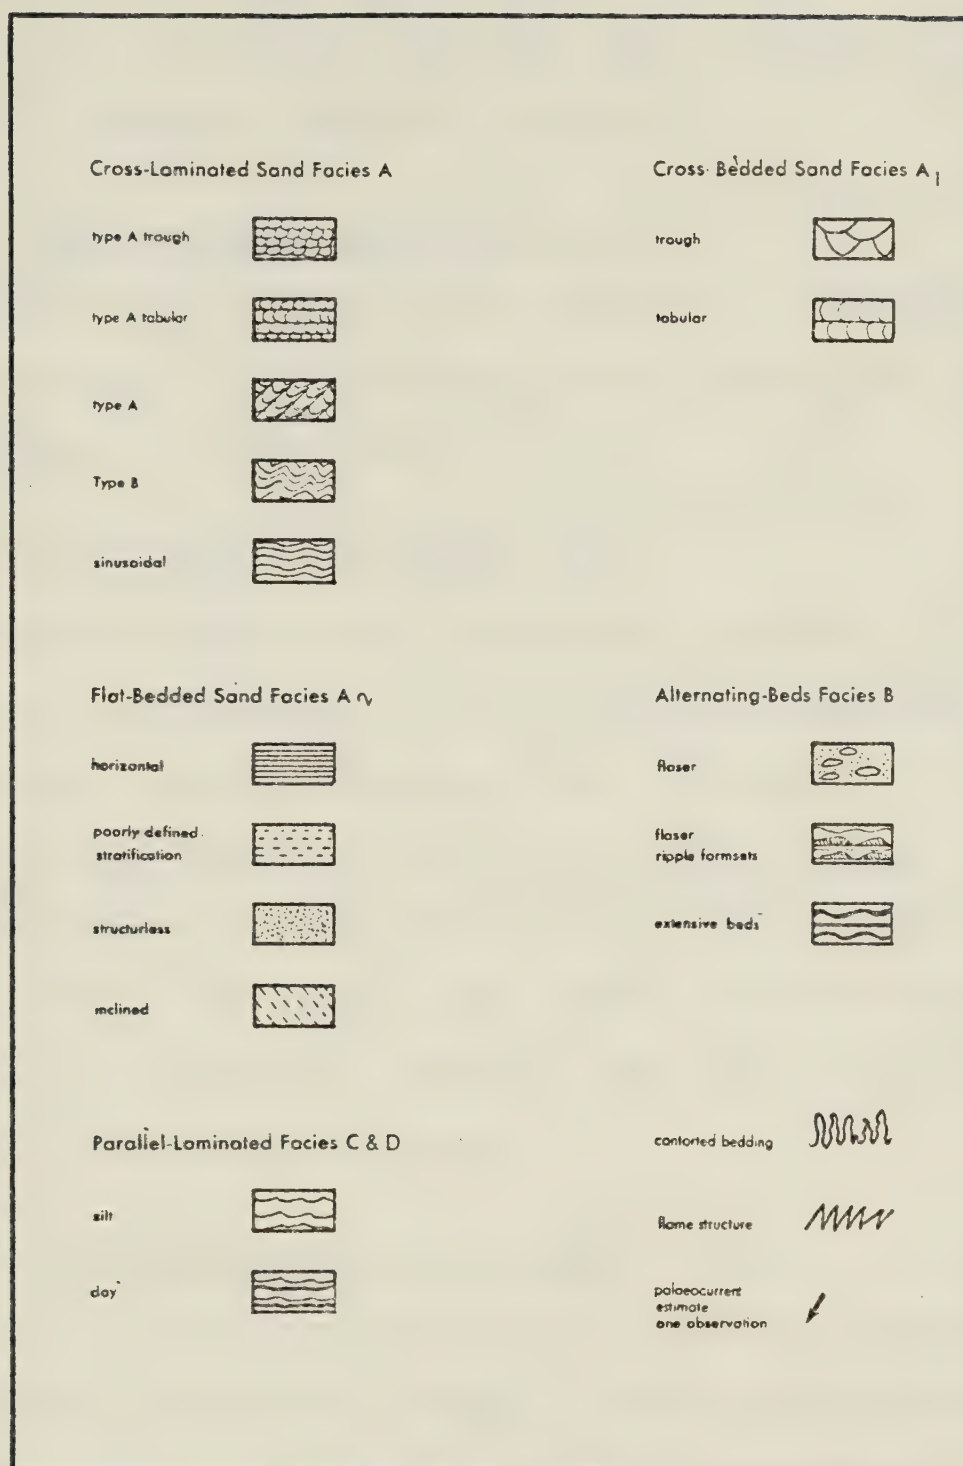 Cross-Laminated Sand Facies A
type A trough
type A tabular
type A
Type B
sinusoidal
Cross-Bedded Sand Facies A1
trough
tabular
Flat-Bedded Sand Facies A2
horizontal
poorly defined
stratification
structurless
inclined
Alternating-Beds Facies B
flaser
flaser
ripple formsets
extensive beds
Parallel-Laminated Facies C & D
silt
clay
contorted bedding
flame structure
palaeocurrent
estimate
one observation